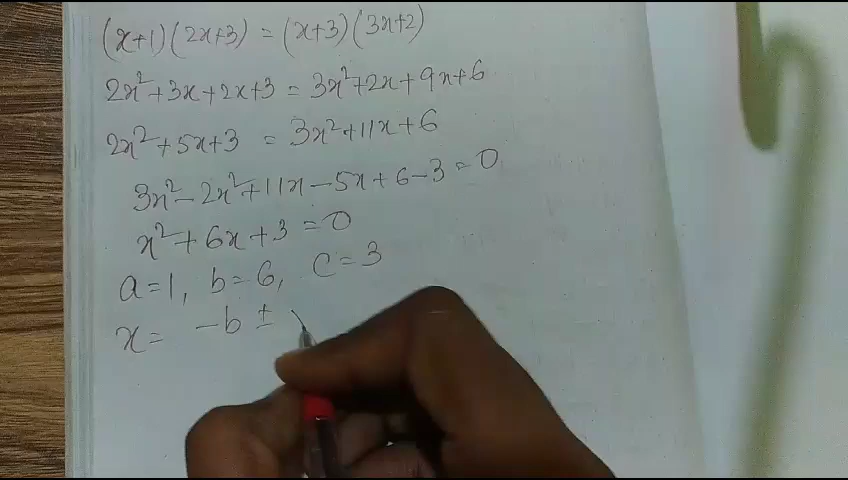 (x+1)(2x+3) = (x+3)(3x+2)
2x²+3x+2x+3 = 3x²+2x+9x+6
2x²+5x+3 = 3x²+11x+6
3x²-2x²+11x-5x+6-3=0
x²+6x+3=0
a=1, b=6, c=3
x= -b ±